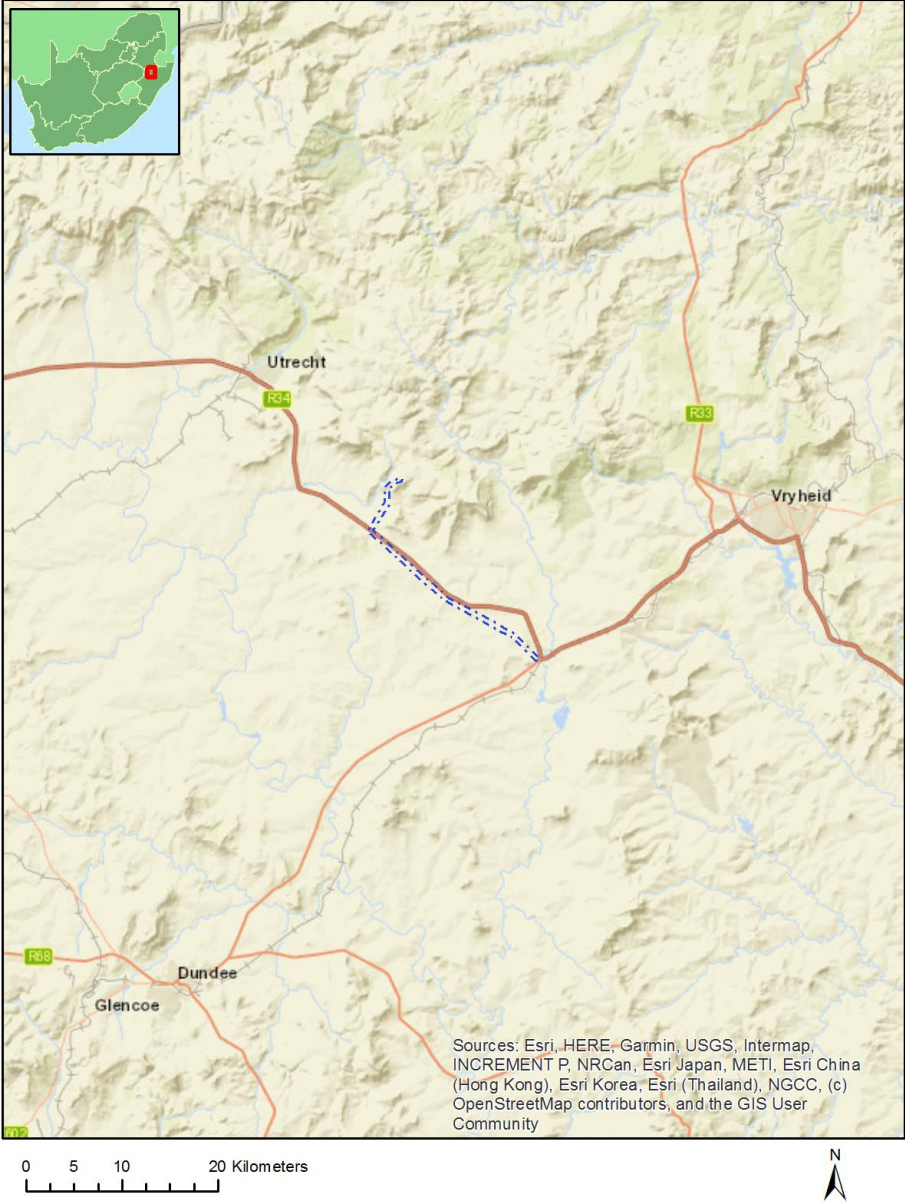 Utrecht
R34
R33
Vryheid
R68
Dundee
Glencoe
Sources: Esri, HERE, Garmin, USGS, Intermap,
INCREMENT P, NRCan, Esri Japan, METI, Esri China
(Hong Kong), Esri Korea, Esri (Thailand), NGCC, (c)
OpenStreetMap contributors, and the GIS User
Community
N
0 5 10 20 Kilometers